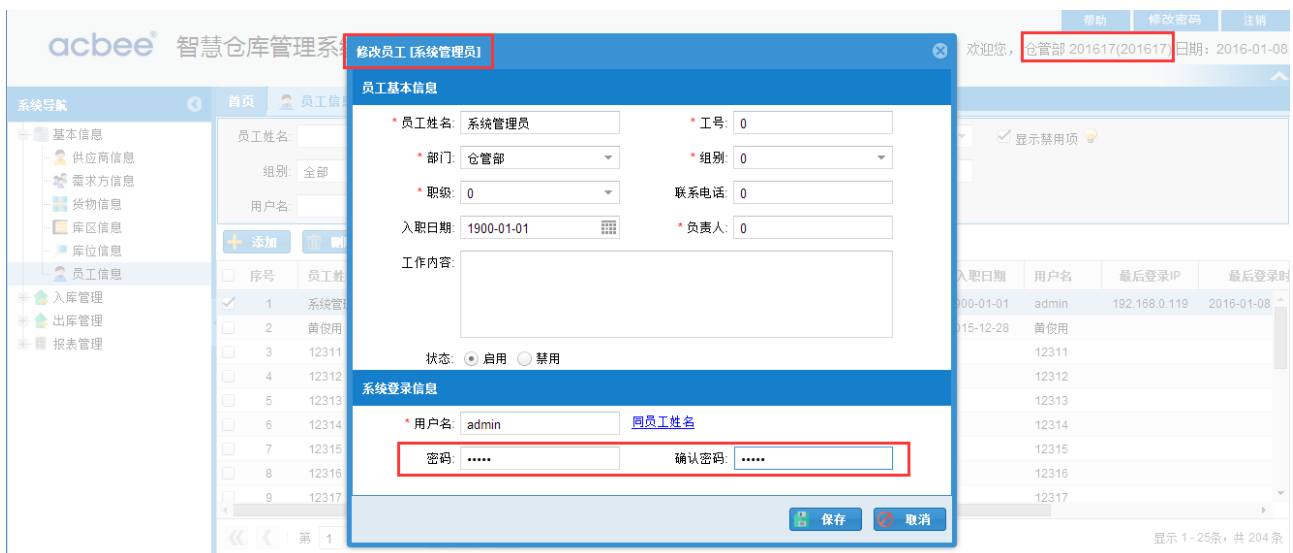 帮助 修改密码 注销
acbee® 智慧仓库管理系 欢迎您, 仓管部 201617(201617) 日期: 2016-01-08
修改员工 [系统管理员]
员工基本信息
系统导航 首页 员工信
* 员工姓名: 系统管理员 * 工号: 0
基本信息 员工姓名: 显示禁用项
供应商信息 * 部门: 仓管部 * 组别: 0
需求方信息 组别: 全部
* 职级: 0 联系电话: 0
货物信息 用户名:
库区信息 入职日期: 1900-01-01 * 负责人: 0
库位信息 添加
工作内容:
员工信息 序号 员工姓 入职日期 用户名 最后登录IP 最后登录时
入库管理 1 系统管 900-01-01 admin 192.168.0.119 2016-01-08
出库管理 2 黄俊用 015-12-28 黄俊用
报表管理 3 12311 12311
状态: 启用 禁用
4 12312 12312
系统登录信息
5 12313 12313
6 12314 * 用户名: admin 同员工姓名 12314
7 12315 12315
密码: ••••• 确认密码: •••••
8 12316 12316
9 12317 12317
保存 取消
第 1 显示 1 - 25条, 共 204 条